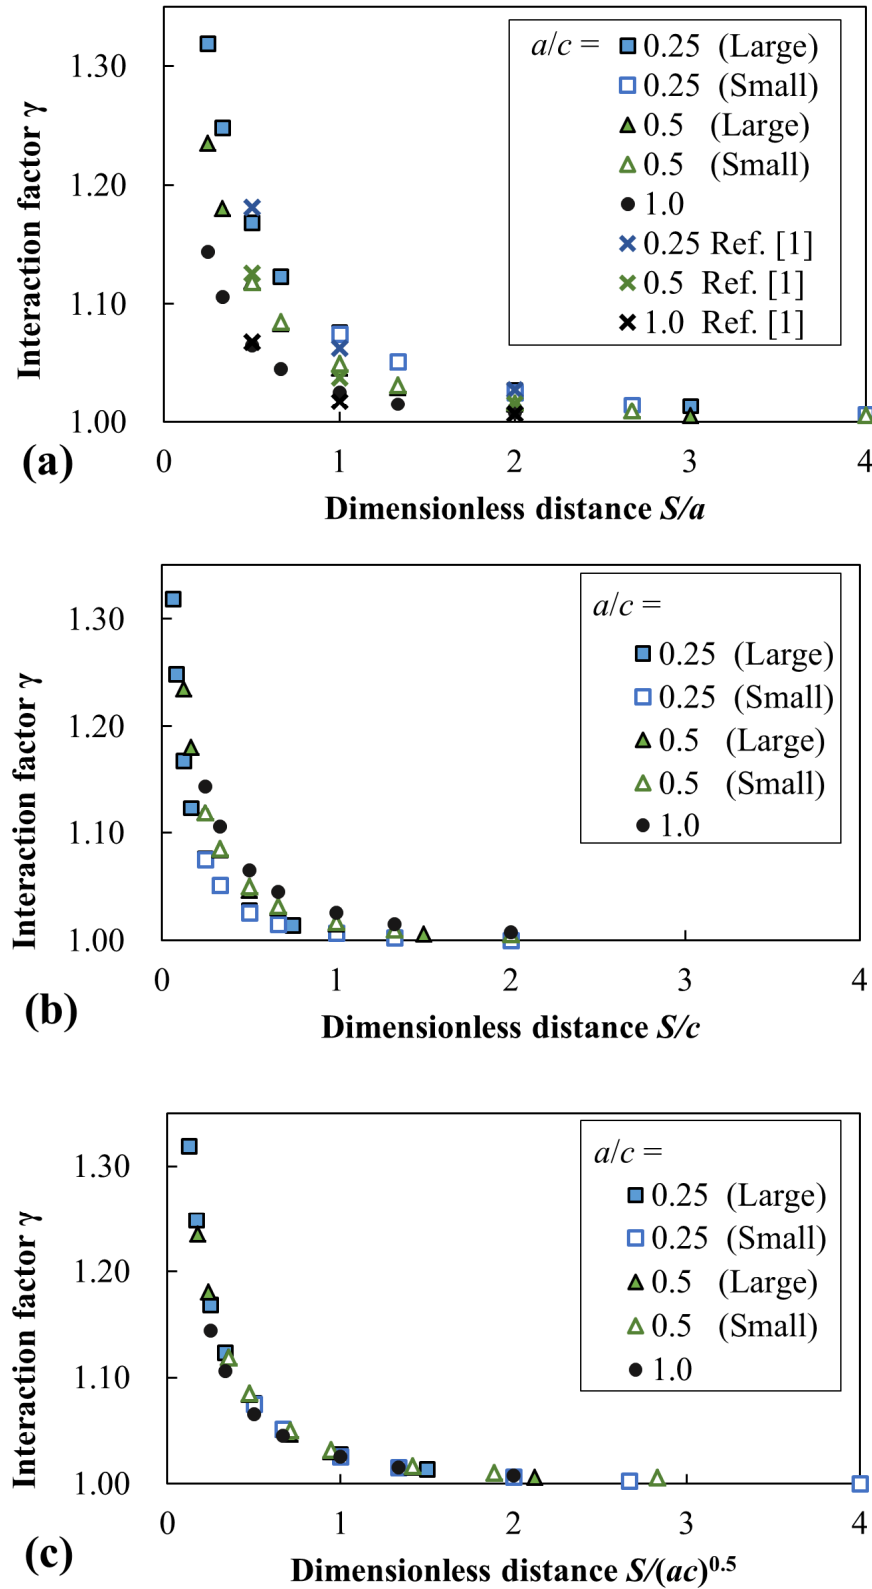 Interaction factor γ
1.30
1.20
1.10
1.00
a/c =
0.25 (Large)
0.25 (Small)
0.5 (Large)
0.5 (Small)
1.0
0.25 Ref. [1]
0.5 Ref. [1]
1.0 Ref. [1]
0 1 2 3 4
(a)
Dimensionless distance S/a
Interaction factor γ
1.30
1.20
1.10
1.00
a/c =
0.25 (Large)
0.25 (Small)
0.5 (Large)
0.5 (Small)
1.0
0 1 2 3 4
(b)
Dimensionless distance S/c
Interaction factor γ
1.30
1.20
1.10
1.00
a/c =
0.25 (Large)
0.25 (Small)
0.5 (Large)
0.5 (Small)
1.0
0 1 2 3 4
(c)
Dimensionless distance S/(ac)⁰·⁵